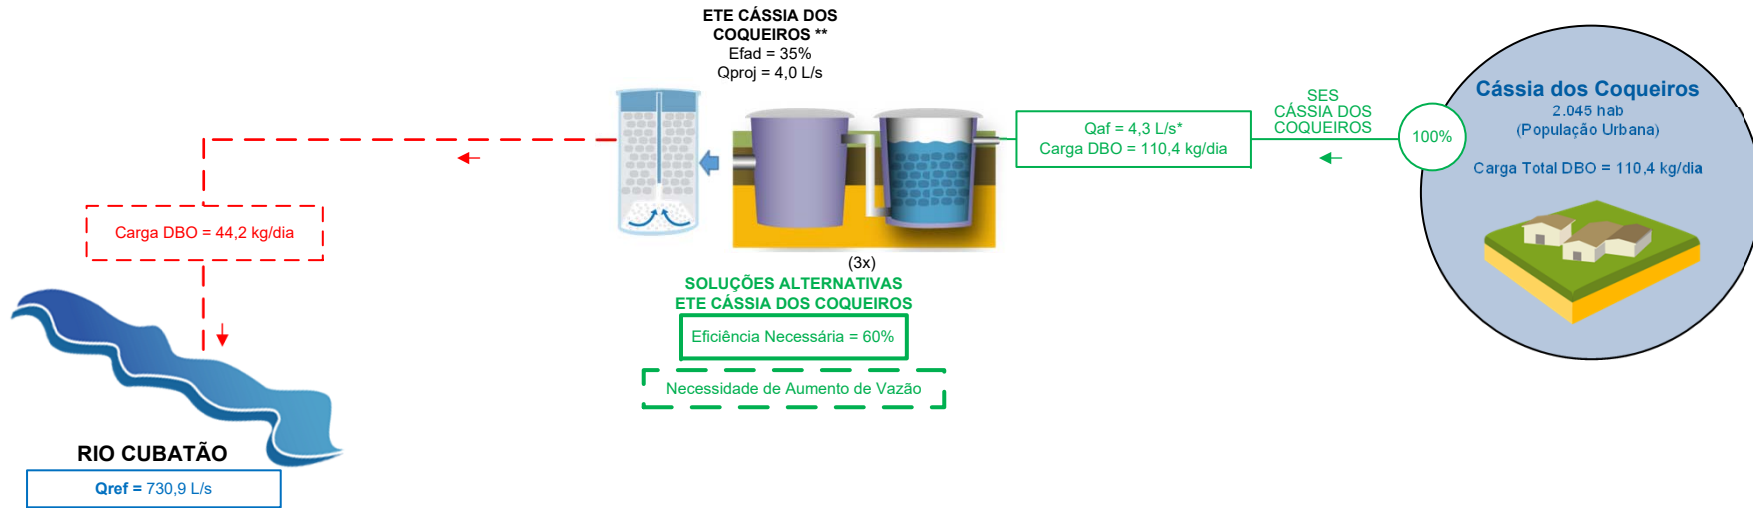 ETE CÁSSIA DOS
COQUEIROS **
Efad = 35%
Qproj = 4,0 L/s
Cássia dos Coqueiros
2.045 hab
(População Urbana)
Carga Total DBO = 110,4 kg/dia
100%
SES
CÁSSIA DOS
COQUEIROS
Qaf = 4,3 L/s*
Carga DBO = 110,4 kg/dia
Carga DBO = 44,2 kg/dia
(3x)
SOLUÇÕES ALTERNATIVAS
ETE CÁSSIA DOS COQUEIROS
Eficiência Necessária = 60%
Necessidade de Aumento de Vazão
RIO CUBATÃO
Qref = 730,9 L/s